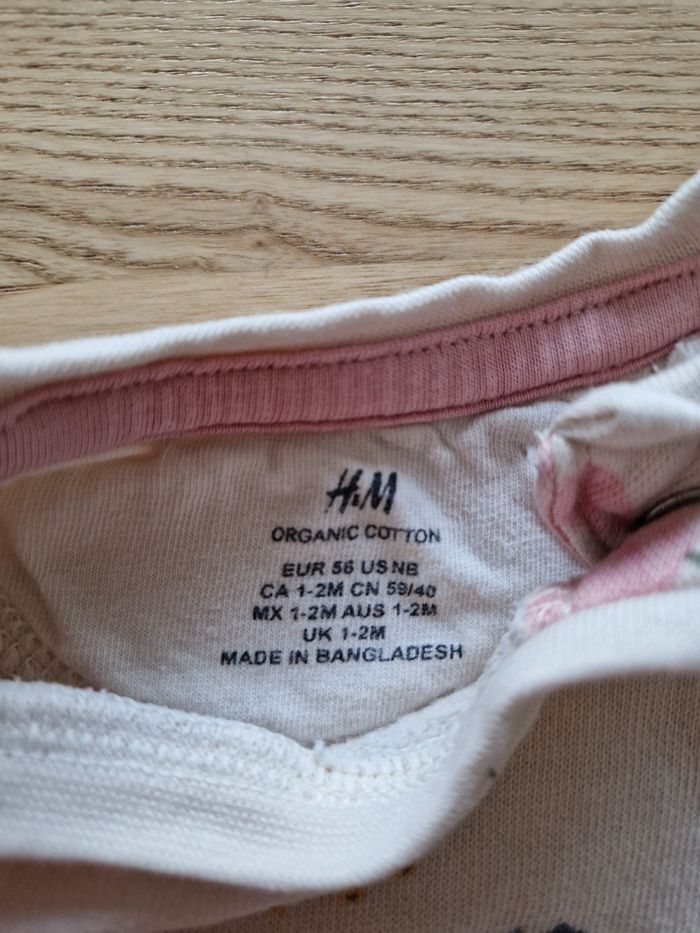 H&M
ORGANIC COTTON
EUR 56 US NB
CA 1-2M CN 59/40
MX 1-2M AUS 1-2M
UK 1-2M
MADE IN BANGLADESH